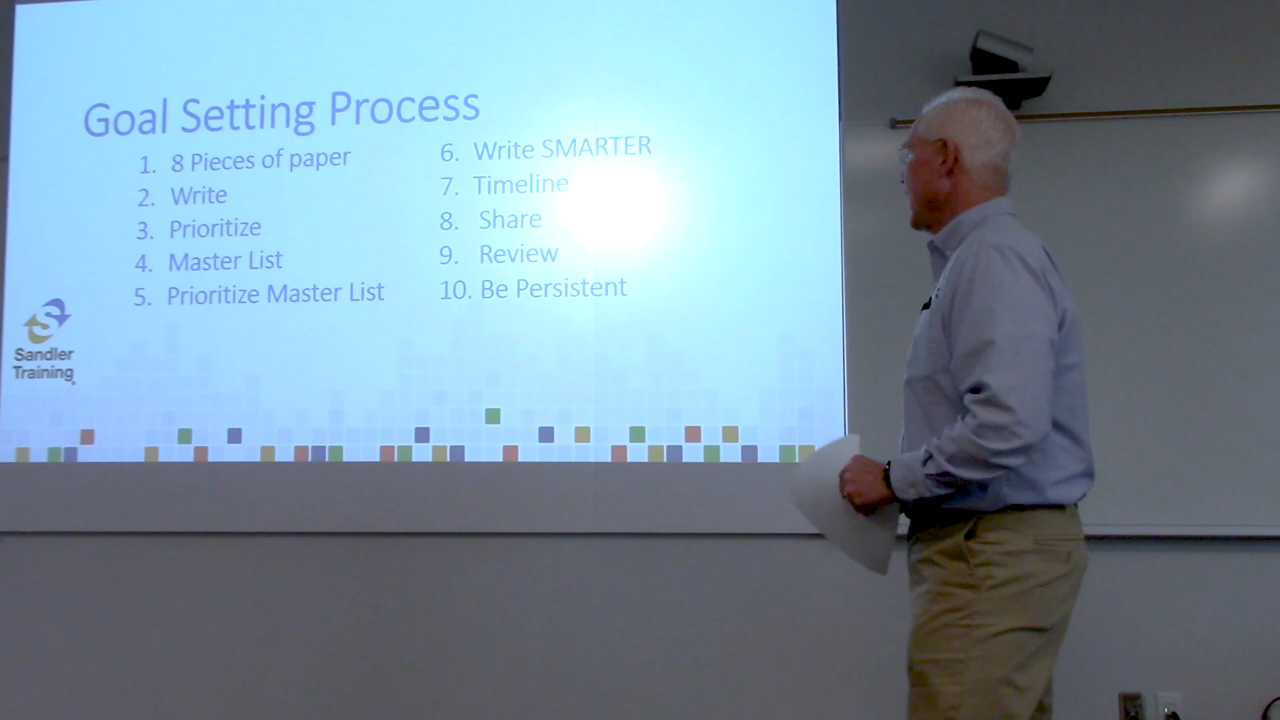 Goal Setting Process
1. 8 Pieces of paper
2. Write
3. Prioritize
4. Master List
5. Prioritize Master List
6. Write SMARTER
7. Timeline
8. Share
9. Review
10. Be Persistent
S
Sandler
Training